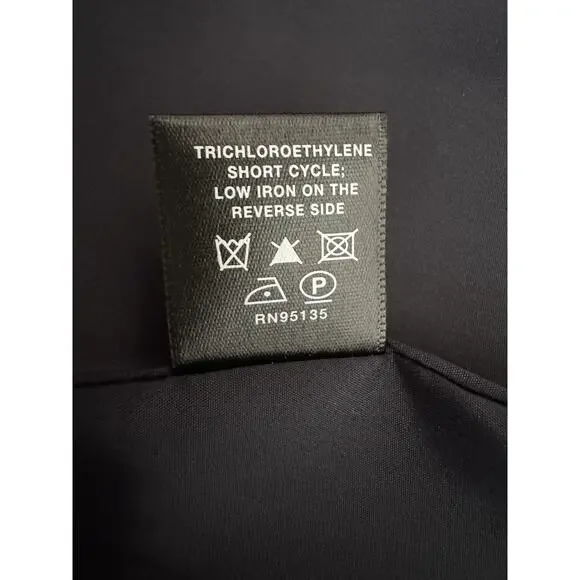 TRICHLOROETHYLENE
SHORT CYCLE;
LOW IRON ON THE
REVERSE SIDE
P
RN95135